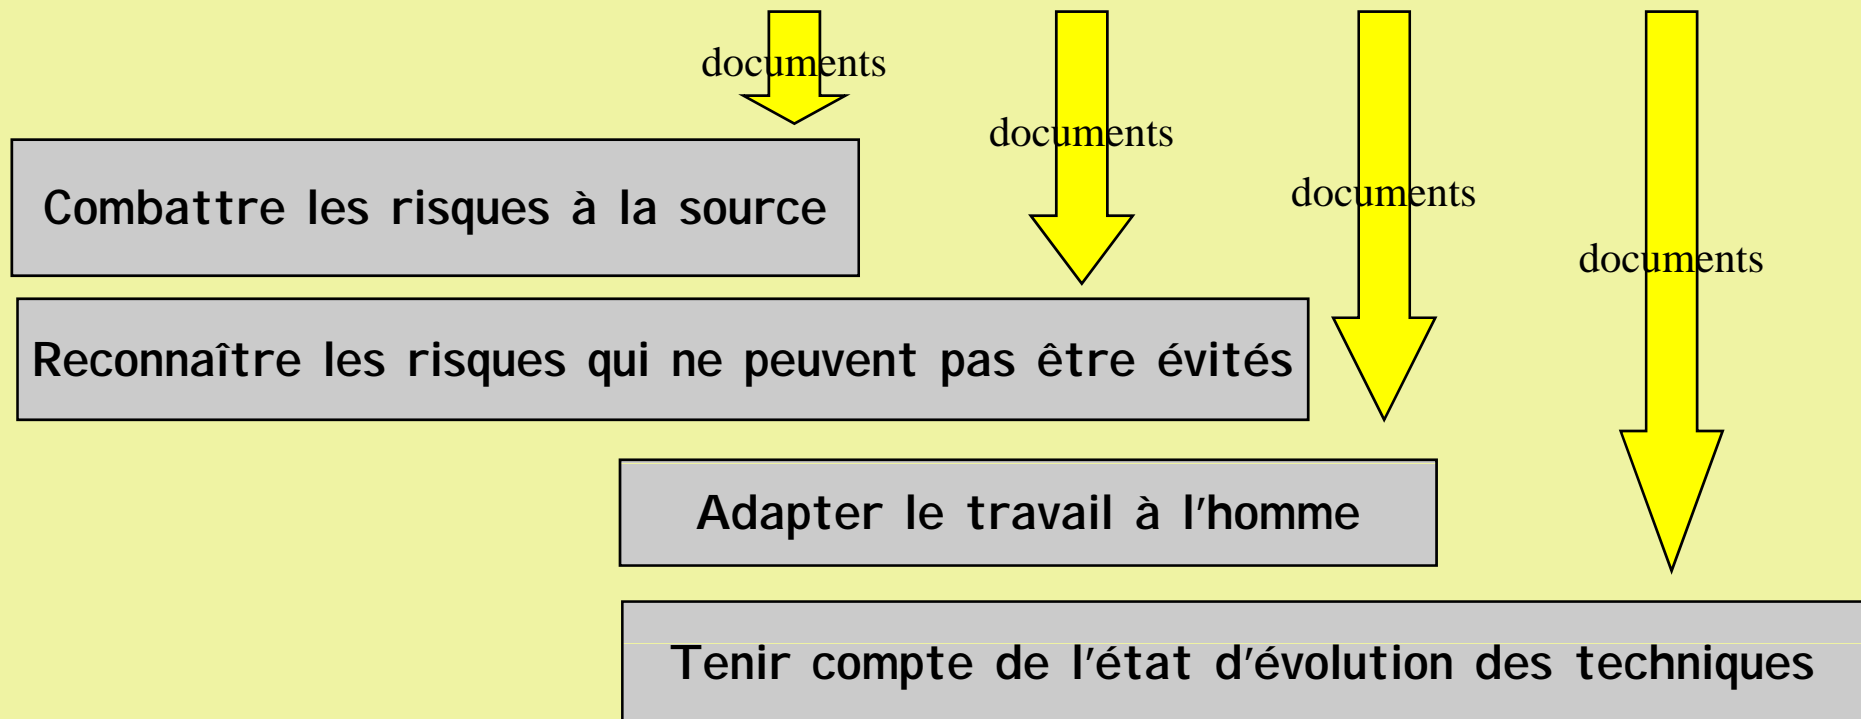 documents
documents
documents
Combattre les risques à la source
documents
Reconnaître les risques qui ne peuvent pas être évités
Adapter le travail à l'homme
Tenir compte de l'état d'évolution des techniques